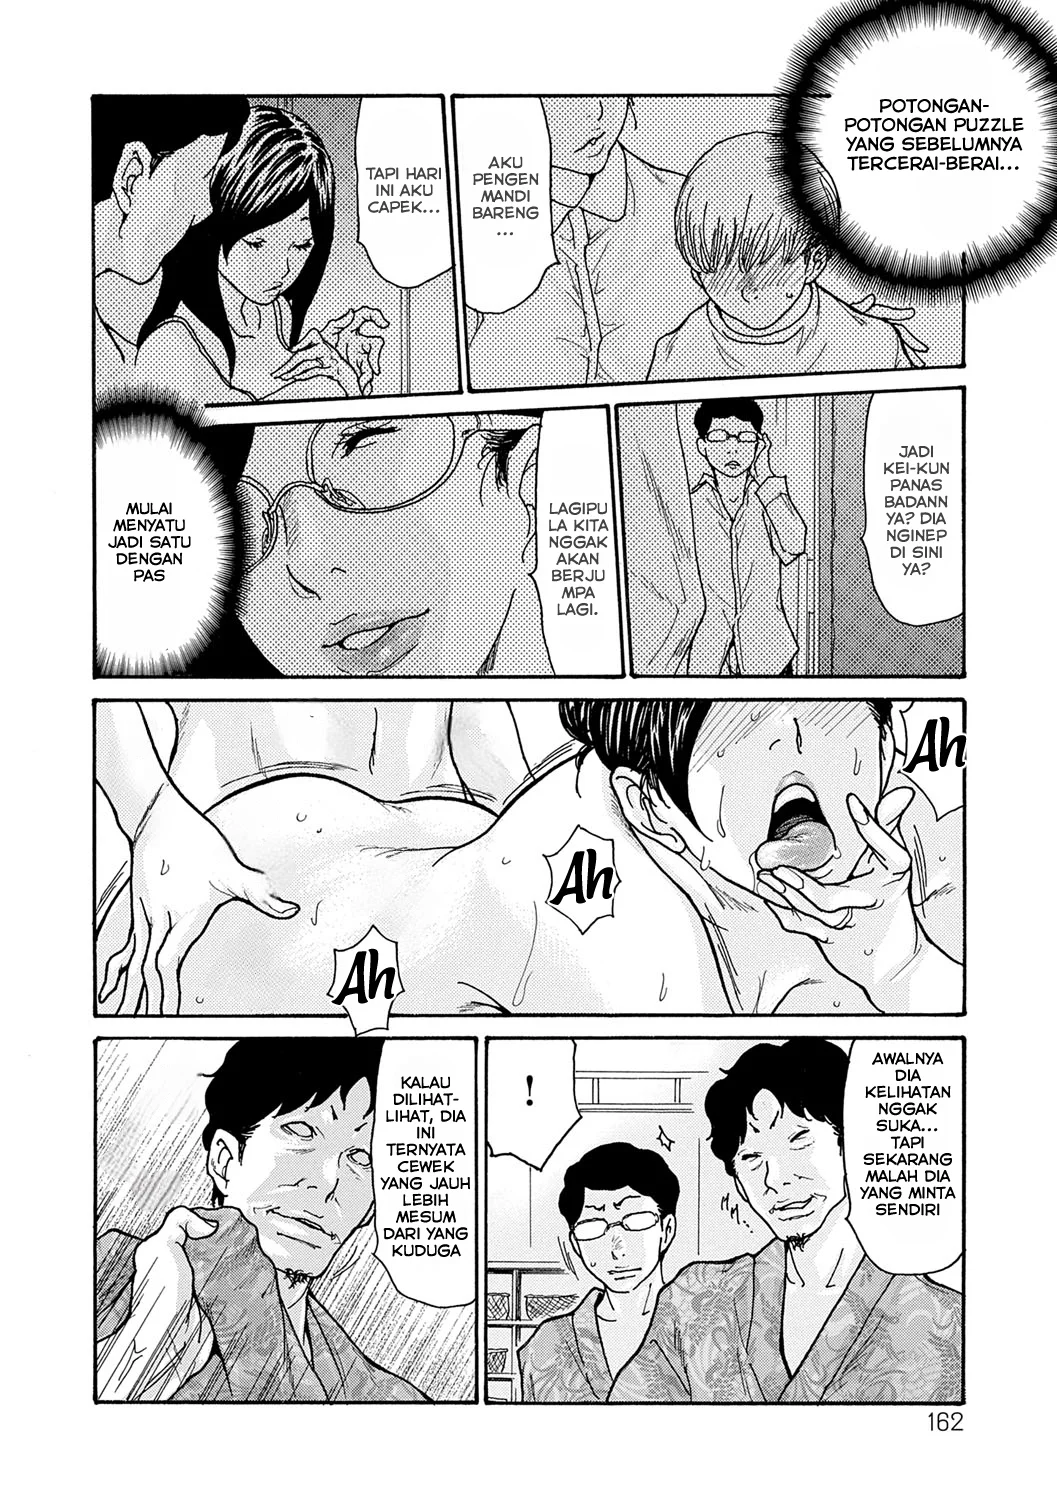 POTONGAN-
POTONGAN PUZZLE
YANG SEBELUMNYA
TERCERAI-BERAI...
AKU
PENGEN
MANDI
BARENG
...
TAPI HARI
INI AKU
CAPEK...
JADI
KEI-KUN
PANAS
BADANN
YA? DIA
NGINEP
DI SINI
YA?
LAGIPU
LA KITA
NGGAK
AKAN
BERJU
MPA
LAGI.
MULAI
MENYATU
JADI SATU
DENGAN
PAS
Ah
Ah
Ah
AWALNYA
DIA
KELIHATAN
NGGAK
SUKA...
TAPI
SEKARANG
MALAH DIA
YANG MINTA
SENDIRI
!
KALAU
DILIHAT-
LIHAT, DIA
INI
TERNYATA
CEWEK
YANG JAUH
LEBIH
MESUM
DARI YANG
KUDUGA
162